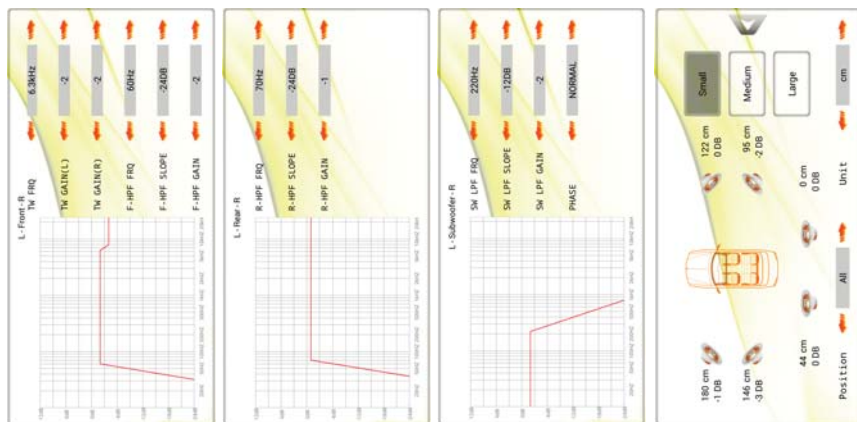 L - Front - R
TW FRQ 6.3kHz
TW GAIN(L) -2
TW GAIN(R) -2
F-HPF FRQ 60Hz
F-HPF SLOPE -24DB
F-HPF GAIN -2
L - Rear - R
R-HPF FRQ 70Hz
R-HPF SLOPE -24DB
R-HPF GAIN -1
L - Subwoofer - R
SW LPF FRQ 220Hz
SW LPF SLOPE -12DB
SW LPF GAIN -2
PHASE NORMAL
180 cm
-1 DB
122 cm
0 DB
Small
146 cm
-3 DB
95 cm
-2 DB
Medium
44 cm
0 DB
0 cm
0 DB
Large
Position All Unit cm